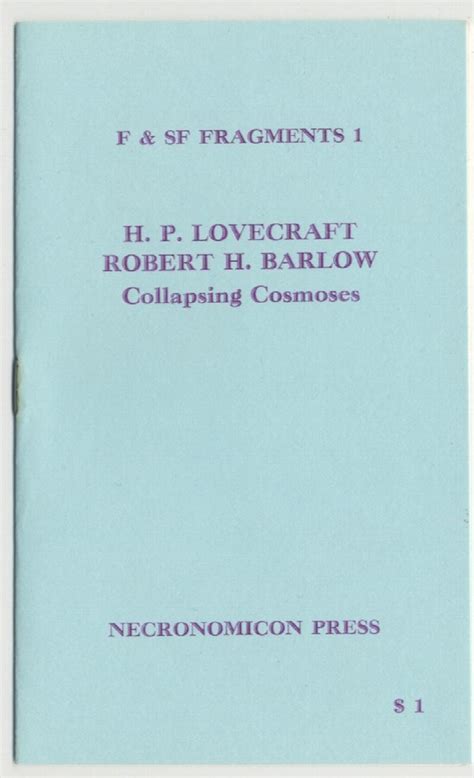 F & SF FRAGMENTS 1
H. P. LOVECRAFT
ROBERT H. BARLOW
Collapsing Cosmoses
NECRONOMICON PRESS
$ 1